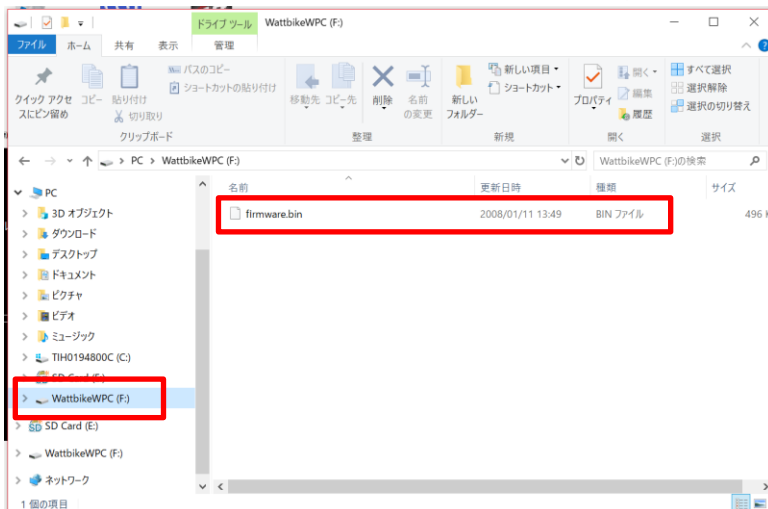 ドライブ ツール WattbikeWPC (F:)
ファイル ホーム 共有 表示 管理
クイック アクセスにピン留め
コピー
貼り付け
パスのコピー
ショートカットの貼り付け
切り取り
クリップボード
移動先 コピー先 削除 名前の変更
整理
新しいフォルダー
新しい項目
ショートカット
新規
プロパティ
開く
編集
履歴
開く
すべて選択
選択解除
選択の切り替え
選択
PC > WattbikeWPC (F:)
WattbikeWPC (F:)の検索
名前 更新日時 種類 サイズ
firmware.bin 2008/01/11 13:49 BIN ファイル 496
PC
3D オブジェクト
ダウンロード
デスクトップ
ドキュメント
ピクチャ
ビデオ
ミュージック
TIH0194800C (C:)
SD Card (E:)
WattbikeWPC (F:)
SD Card (E:)
WattbikeWPC (F:)
ネットワーク
1 個の項目